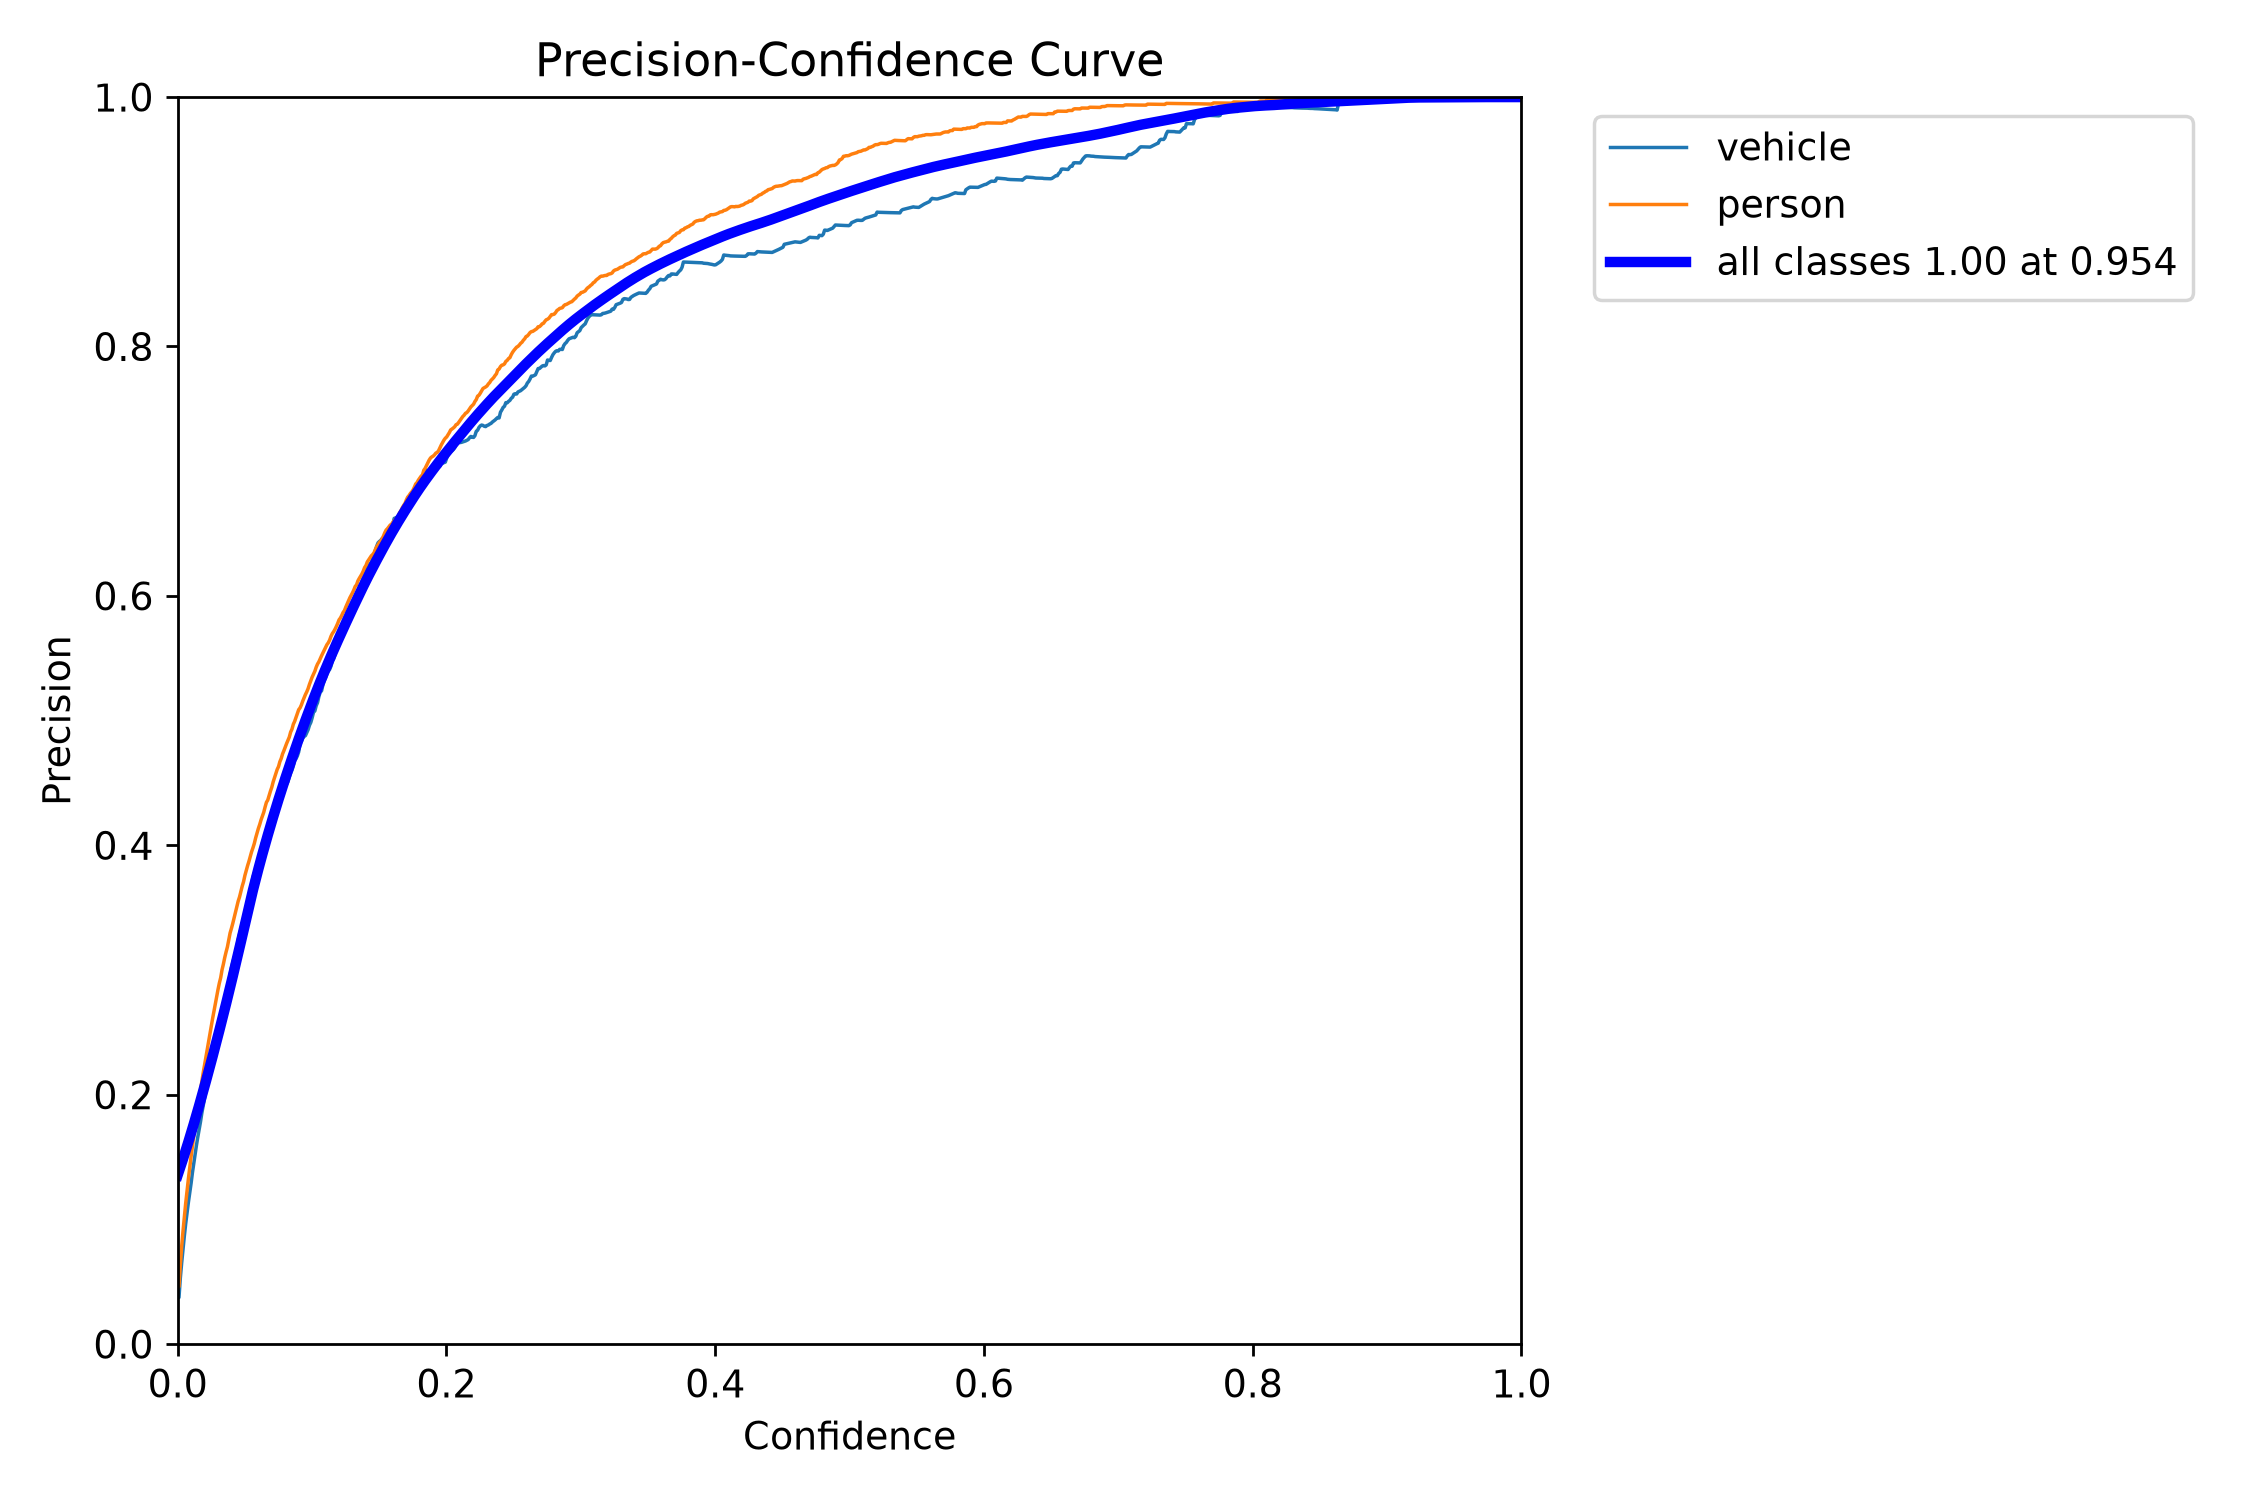 Precision-Confidence Curve
1.0
0.8
0.6
0.4
0.2
0.0
Precision
0.0 0.2 0.4 0.6 0.8 1.0
Confidence
vehicle
person
all classes 1.00 at 0.954